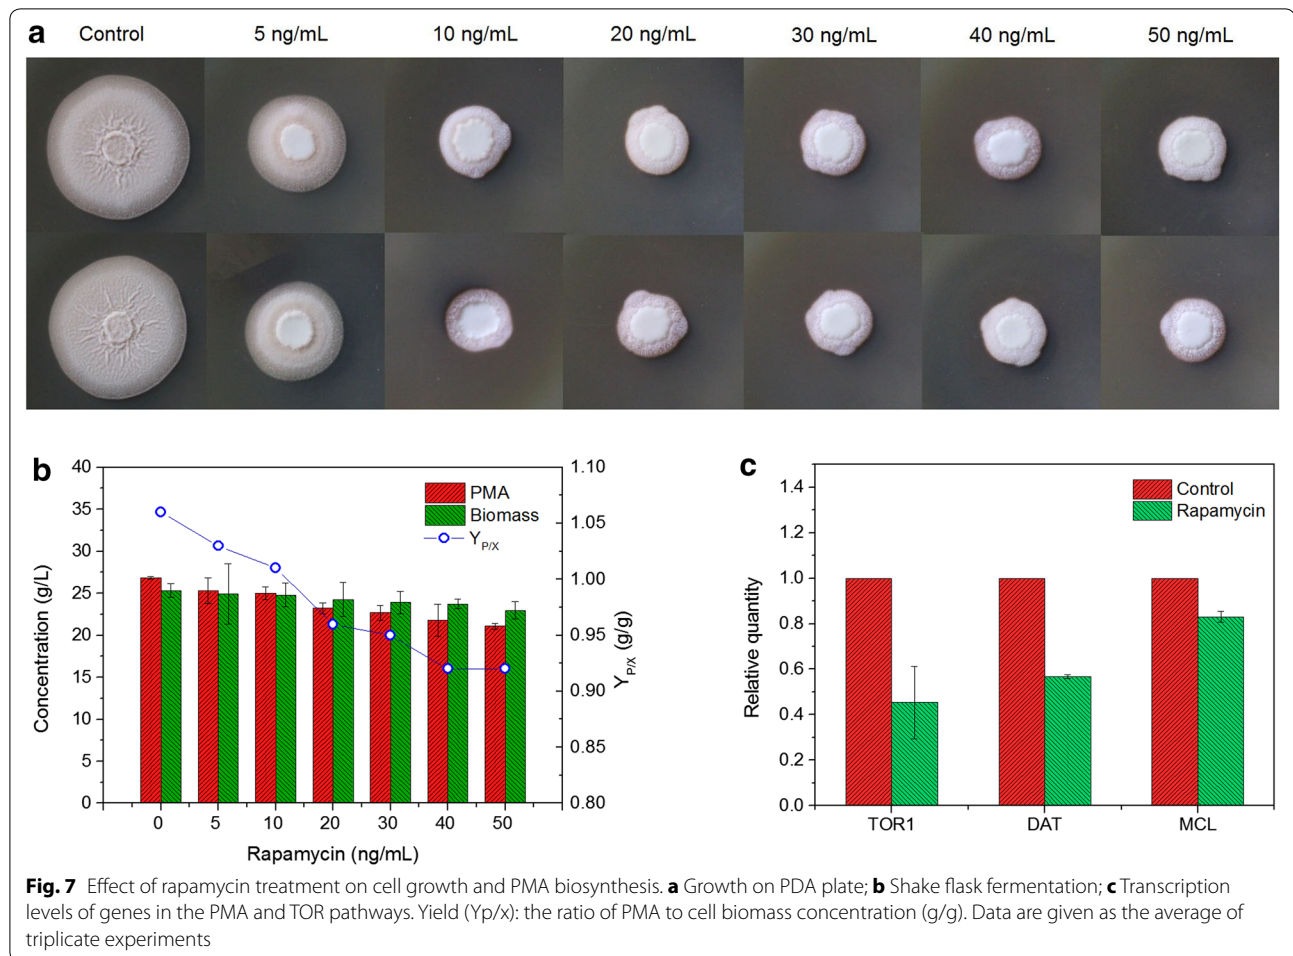 a
Control 5 ng/mL 10 ng/mL 20 ng/mL 30 ng/mL 40 ng/mL 50 ng/mL
b
40
35
30
25
20
15
10
5
0
Concentration (g/L)
PMA
Biomass
Y P/X
1.10
1.05
1.00
0.95
0.90
0.85
0.80
Y P/X (g/g)
0 5 10 20 30 40 50
Rapamycin (ng/mL)
c
1.4
1.2
1.0
0.8
0.6
0.4
0.2
0.0
Relative quantity
Control
Rapamycin
TOR1 DAT MCL
Fig. 7 Effect of rapamycin treatment on cell growth and PMA biosynthesis. a Growth on PDA plate; b Shake flask fermentation; c Transcription
levels of genes in the PMA and TOR pathways. Yield (Yp/x): the ratio of PMA to cell biomass concentration (g/g). Data are given as the average of
triplicate experiments